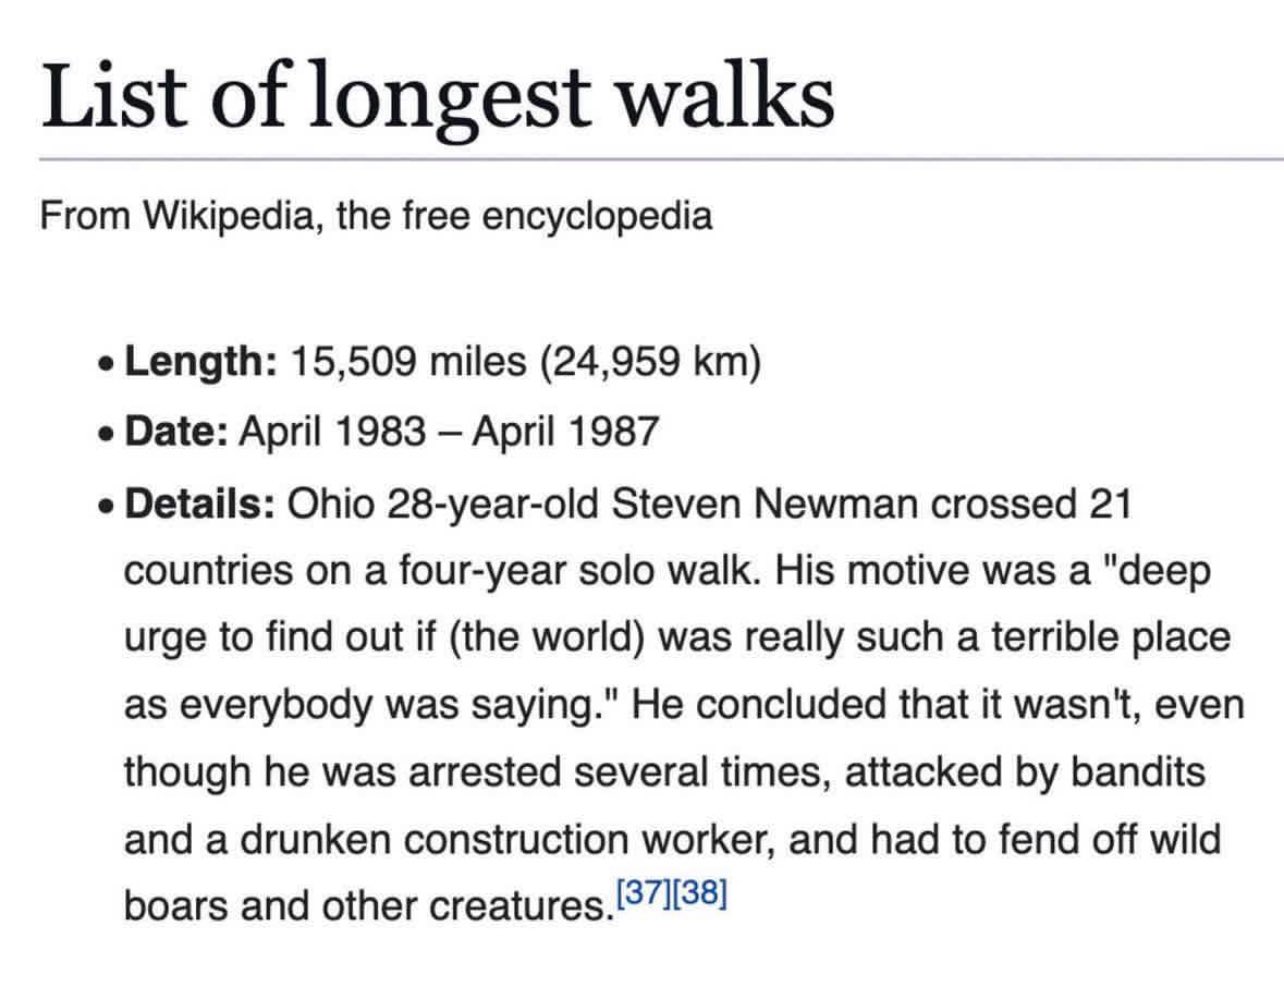 List of longest walks
From Wikipedia, the free encyclopedia
• Length: 15,509 miles (24,959 km)
• Date: April 1983 – April 1987
• Details: Ohio 28-year-old Steven Newman crossed 21
countries on a four-year solo walk. His motive was a "deep
urge to find out if (the world) was really such a terrible place
as everybody was saying." He concluded that it wasn't, even
though he was arrested several times, attacked by bandits
and a drunken construction worker, and had to fend off wild
boars and other creatures.[37][38]